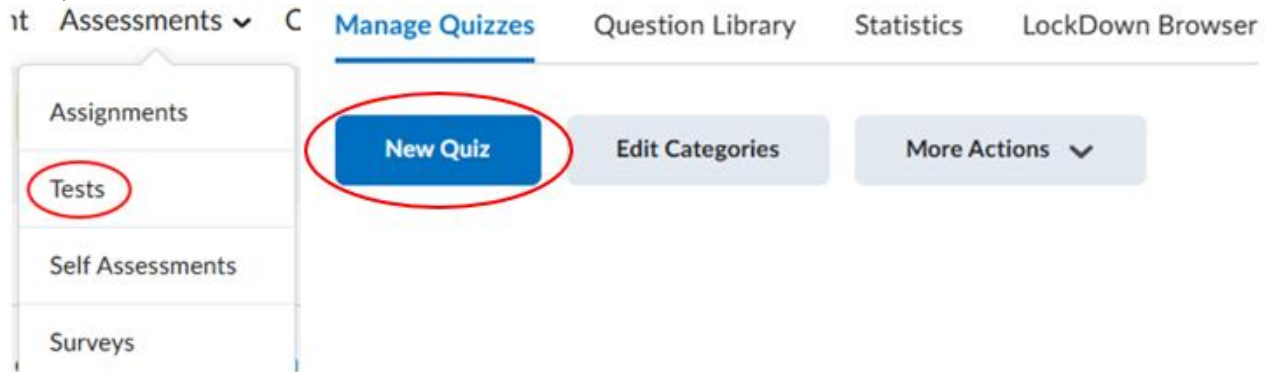 nt Assessments C
Assignments
Tests
Self Assessments
Surveys
Manage Quizzes Question Library Statistics LockDown Browser
New Quiz Edit Categories More Actions